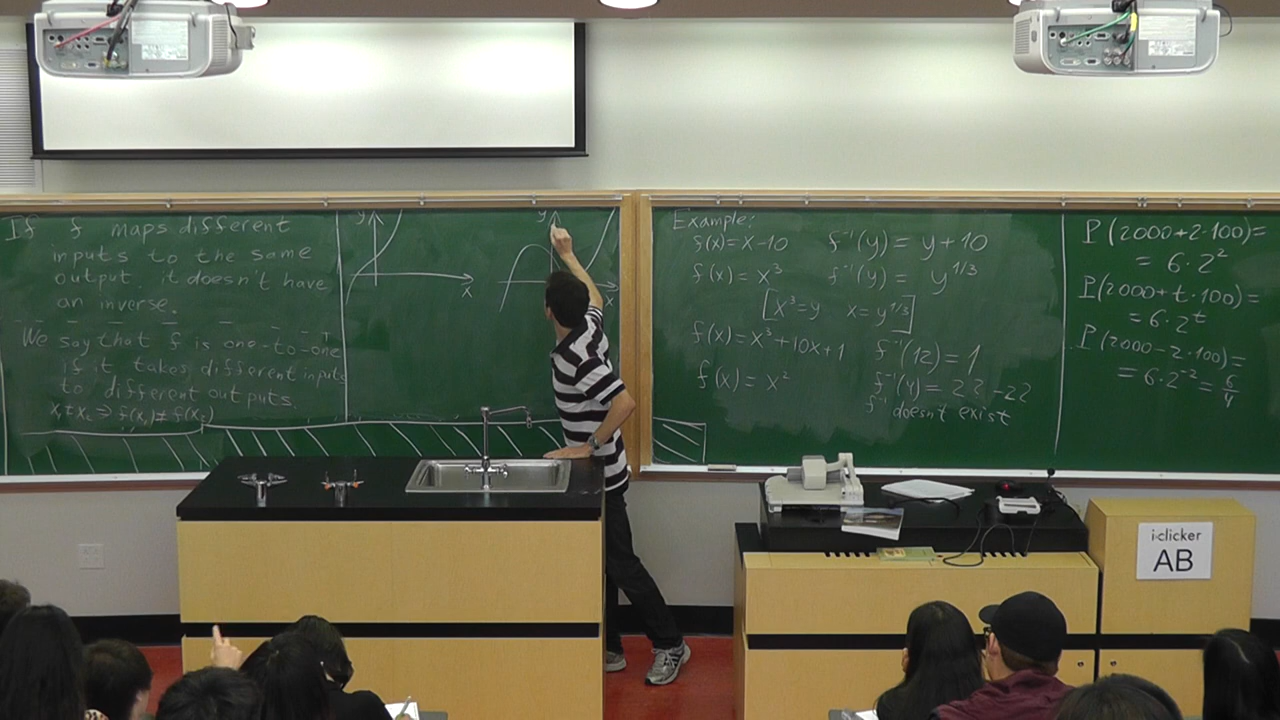 If f maps different
inputs to the same
output, it doesn't have
an inverse.
We say that f is one-to-one
if it takes different inputs
to different outputs.
x₁≠x₂ ⇒ f(x₁)≠f(x₂)
y
x
y
x
Example:
f(x)=x-10 f⁻¹(y)= y+10
f(x)= x³ f⁻¹(y)= y^1/3
[x³=y x=y^1/3]
f(x)=x³+10x+1 f⁻¹(12)=1
f⁻¹(y)= ?? -??
f(x)= x² f⁻¹ doesn't exist
P(2000+2·100)=
= 6·2²
P(2000+t·100)=
= 6·2^t
P(2000-2·100)=
= 6·2⁻² = 6/4
i-clicker
AB